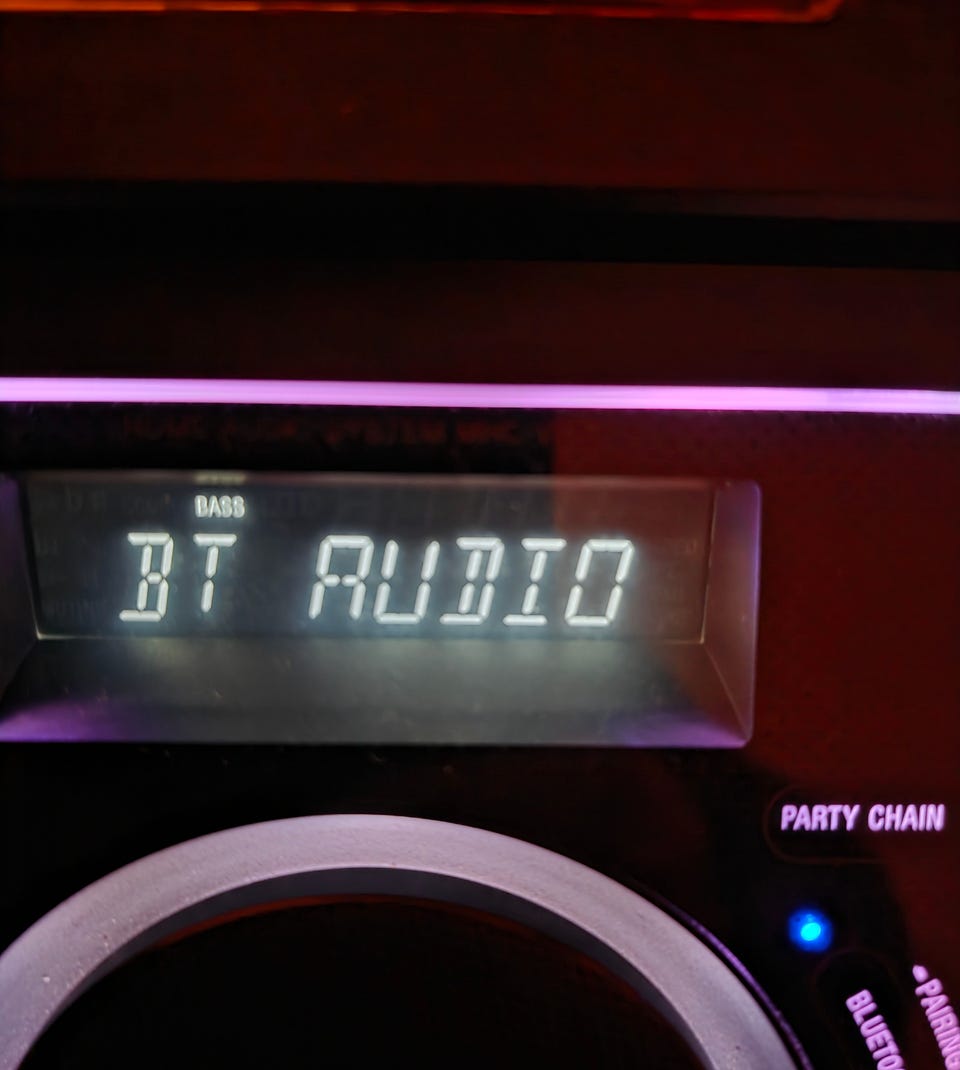 BASS
BT AUDIO
PARTY CHAIN
PAIRING